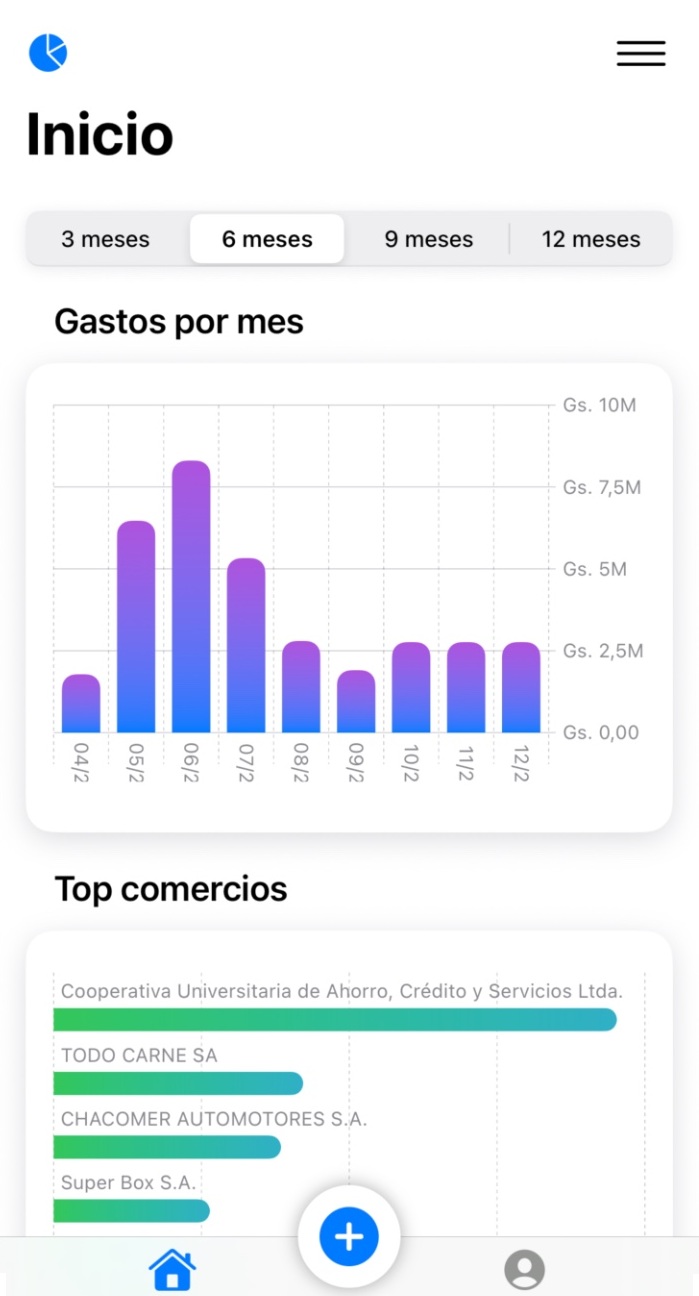 Inicio
3 meses 6 meses 9 meses 12 meses
Gastos por mes
Gs. 10M
Gs. 7,5M
Gs. 5M
Gs. 2,5M
Gs. 0,00
04/2 05/2 06/2 07/2 08/2 09/2 10/2 11/2 12/2
Top comercios
Cooperativa Universitaria de Ahorro, Crédito y Servicios Ltda.
TODO CARNE SA
CHACOMER AUTOMOTORES S.A.
Super Box S.A.